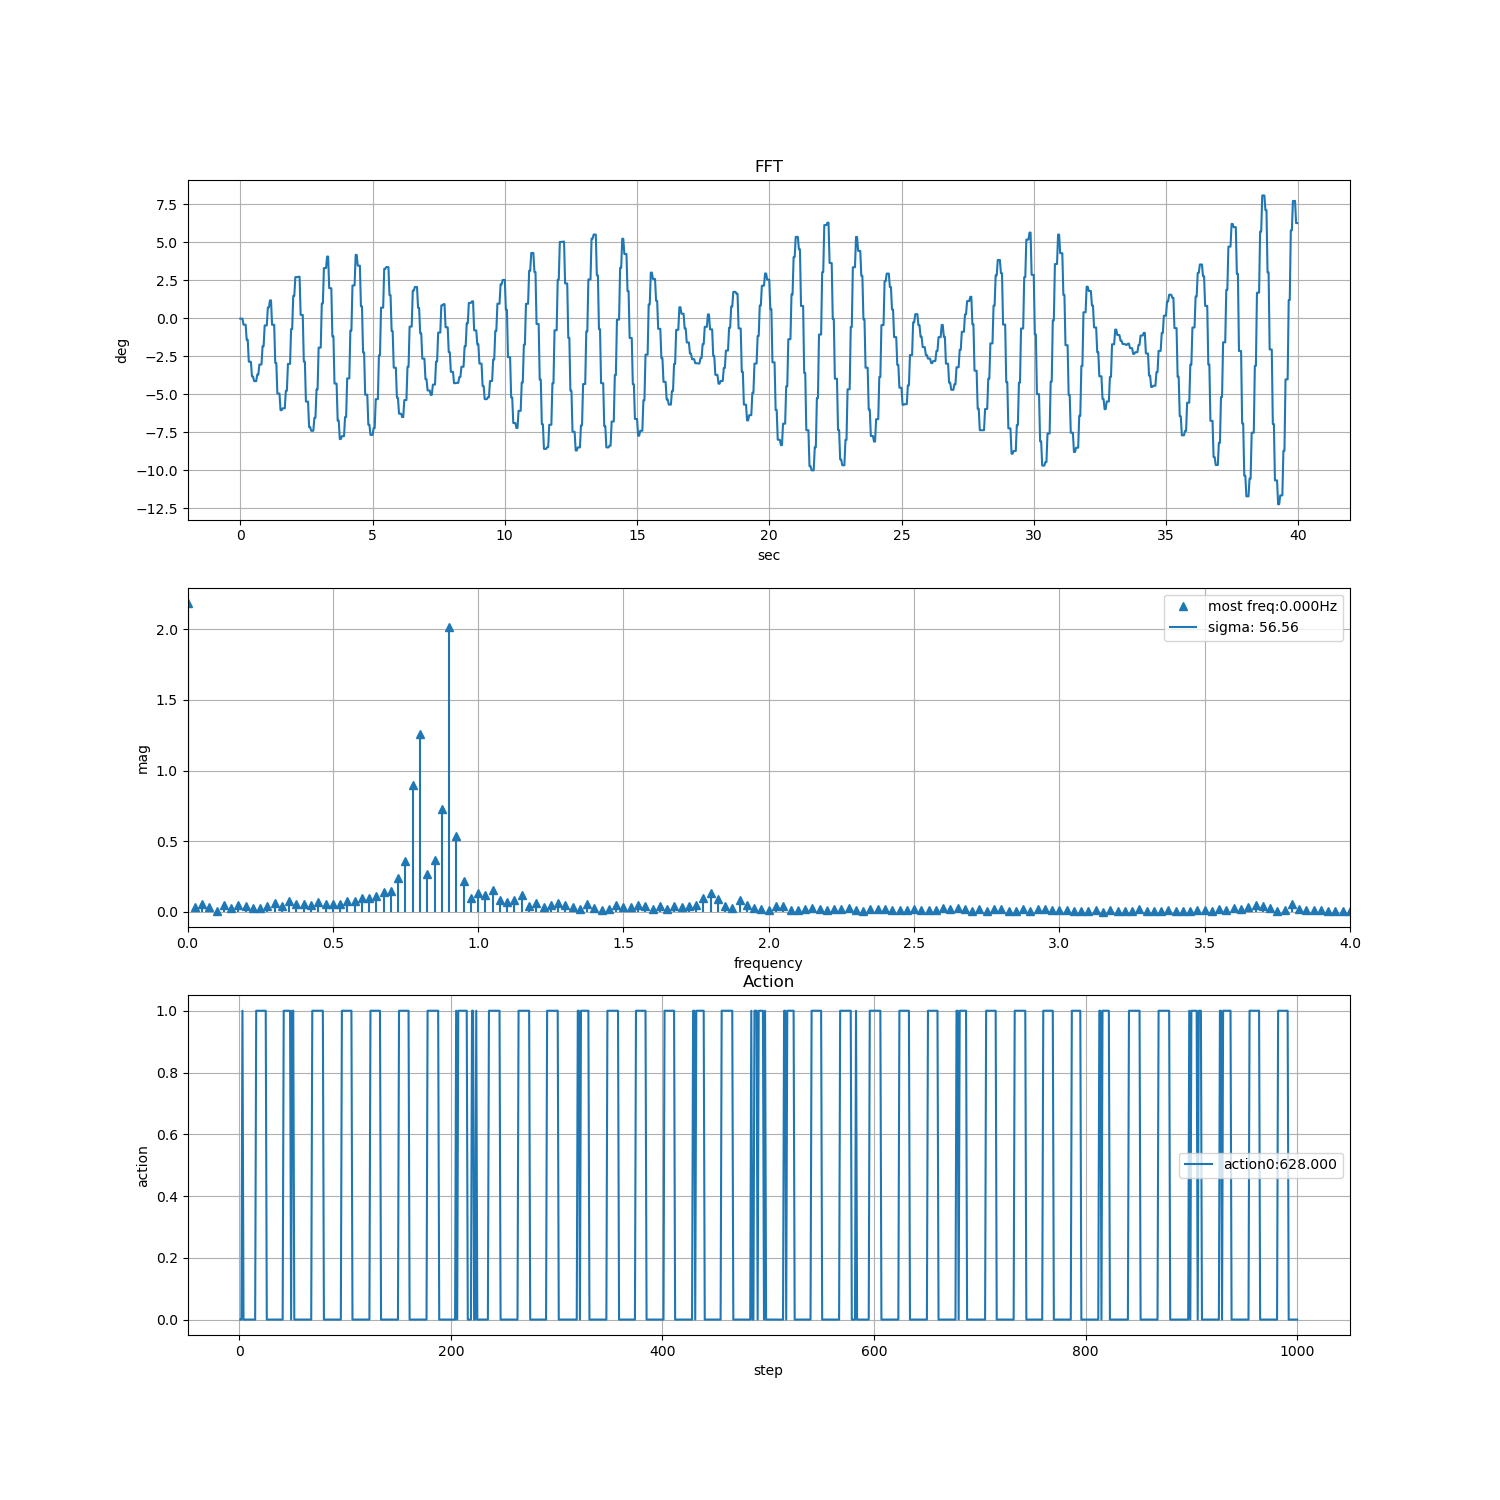 FFT
7.5
5.0
2.5
0.0
−2.5
−5.0
−7.5
−10.0
−12.5
deg
0 5 10 15 20 25 30 35 40
sec
most freq:0.000Hz
sigma: 56.56
2.0
1.5
1.0
0.5
0.0
mag
0.0 0.5 1.0 1.5 2.0 2.5 3.0 3.5 4.0
frequency
Action
1.0
0.8
0.6
0.4
0.2
0.0
action
action0:628.000
0 200 400 600 800 1000
step